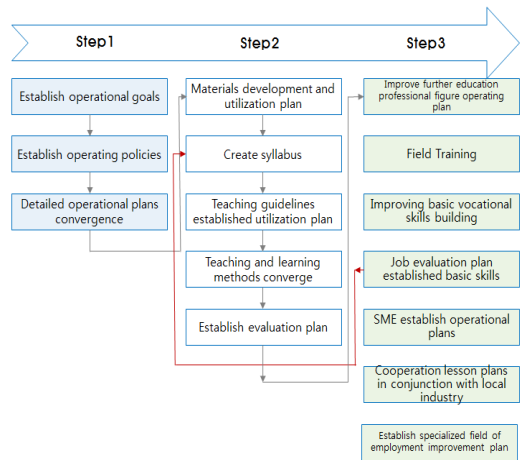 Step1
Step2
Step3
Establish operational goals
Establish operating policies
Detailed operational plans
convergence
Materials development and
utilization plan
Create syllabus
Teaching guidelines
established utilization plan
Teaching and learning
methods converge
Establish evaluation plan
Improve further education
professional figure operating
plan
Field Training
Improving basic vocational
skills building
Job evaluation plan
established basic skills
SME establish operational
plans
Cooperation lesson plans
in conjunction with local
industry
Establish specialized field of
employment improvement plan